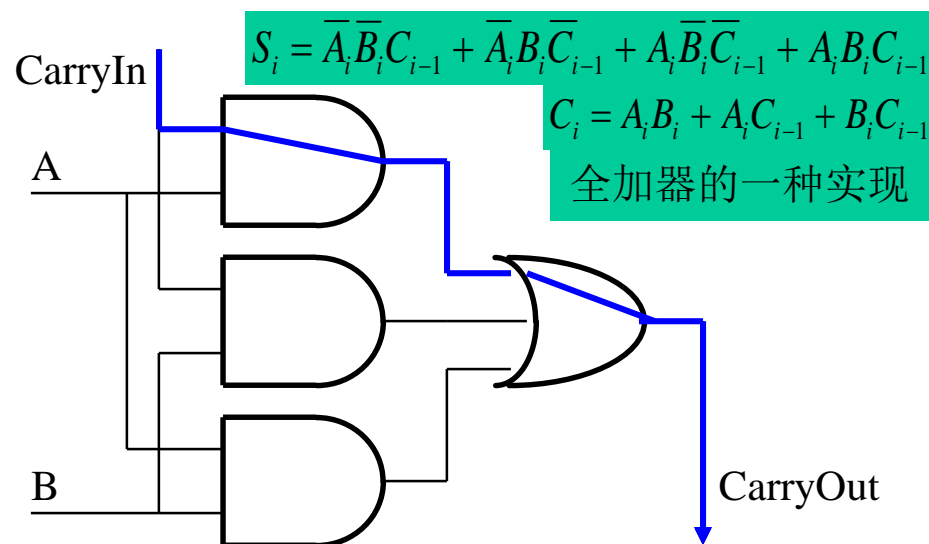 $S_i = \overline{A}_i\overline{B}_iC_{i-1} + \overline{A}_iB_i\overline{C}_{i-1} + A_i\overline{B}_i\overline{C}_{i-1} + A_iB_iC_{i-1}$
CarryIn
$C_i = A_iB_i + A_iC_{i-1} + B_iC_{i-1}$
A
全加器的一种实现
B
CarryOut